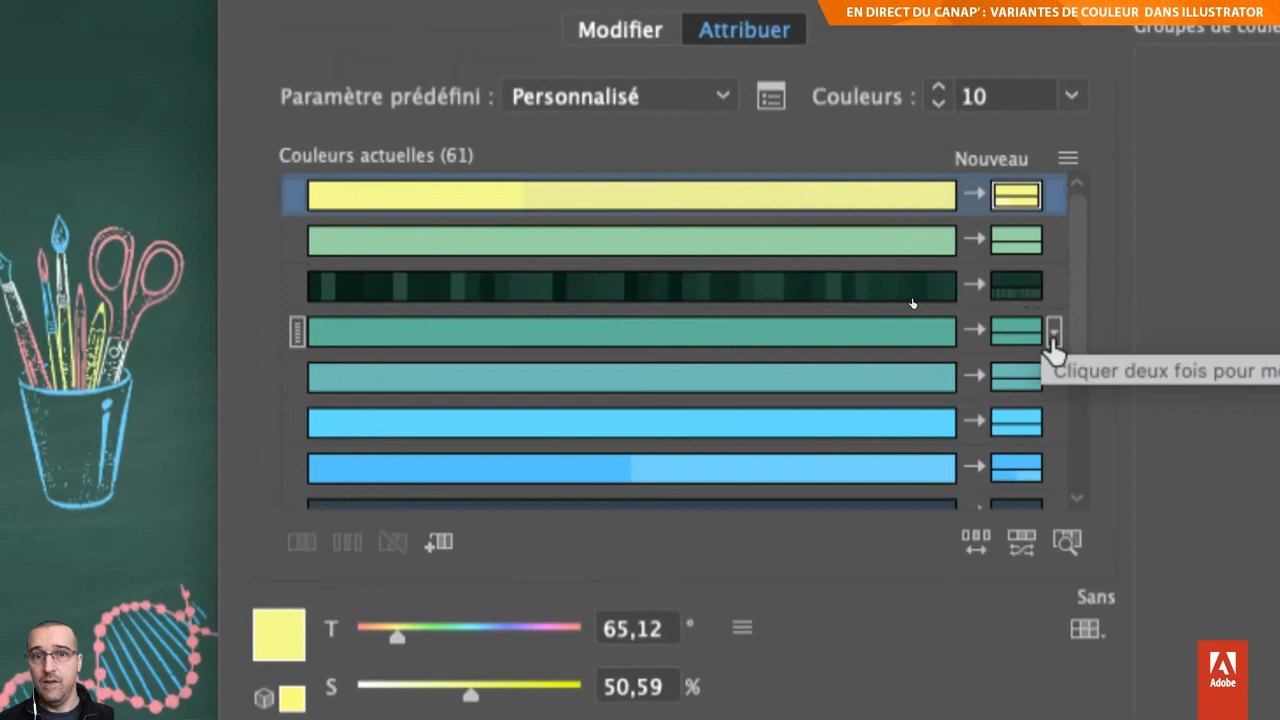 EN DIRECT DU CANAP' : VARIANTES DE COULEUR DANS ILLUSTRATOR
Modifier
Attribuer
Paramètre prédéfini :
Personnalisé
Couleurs :
10
Couleurs actuelles (61)
Nouveau
Cliquer deux fois pour
Sans
T
65,12
°
S
50,59
%
Adobe